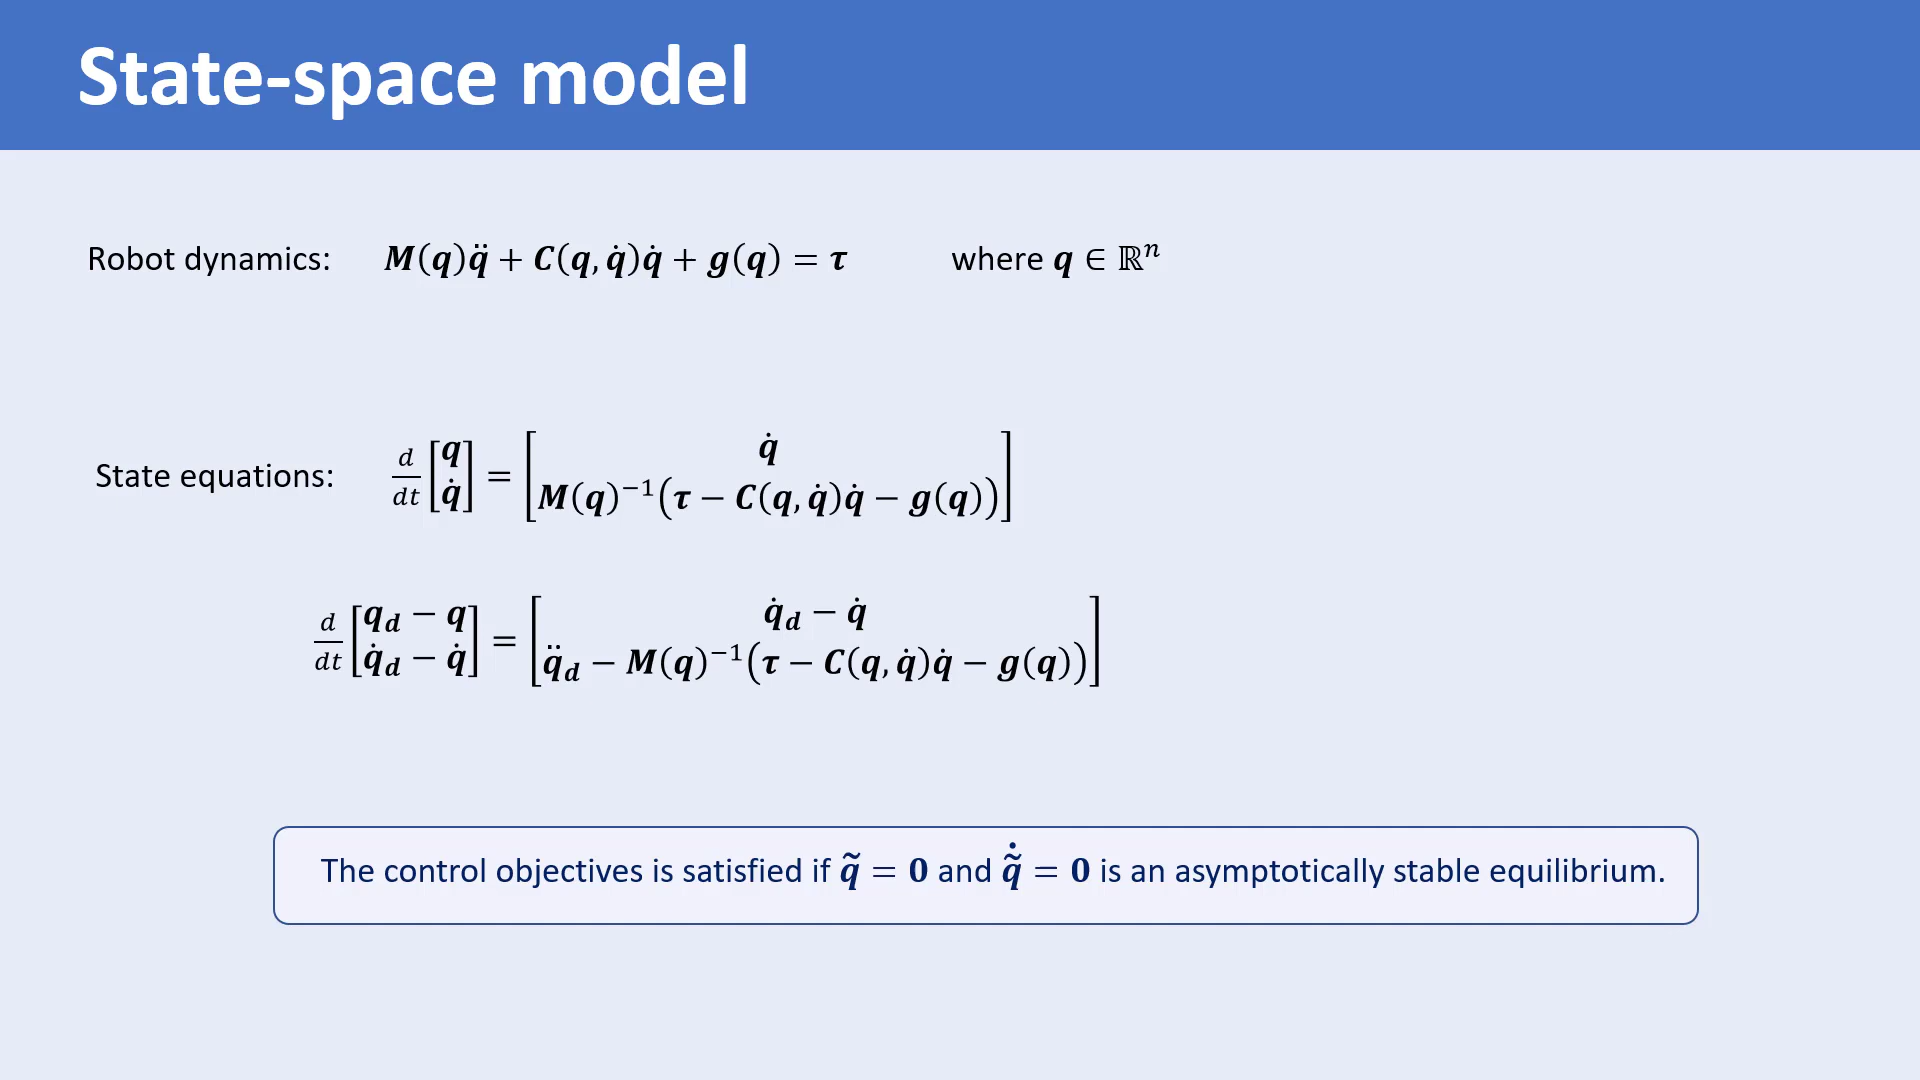 State-space model
Robot dynamics: 𝑴(𝒒)𝒒̈ + 𝑪(𝒒, 𝒒̇)𝒒̇ + 𝒈(𝒒) = 𝝉 where 𝒒 ∈ ℝⁿ
State equations: d/dt [𝒒; 𝒒̇] = [𝒒̇; 𝑴(𝒒)⁻¹(𝝉 − 𝑪(𝒒, 𝒒̇)𝒒̇ − 𝒈(𝒒))]
d/dt [𝒒_𝒅 − 𝒒; 𝒒̇_𝒅 − 𝒒̇] = [𝒒̇_𝒅 − 𝒒̇; 𝒒̈_𝒅 − 𝑴(𝒒)⁻¹(𝝉 − 𝑪(𝒒, 𝒒̇)𝒒̇ − 𝒈(𝒒))]
The control objectives is satisfied if 𝒒̃ = 𝟎 and 𝒒̃̇ = 𝟎 is an asymptotically stable equilibrium.